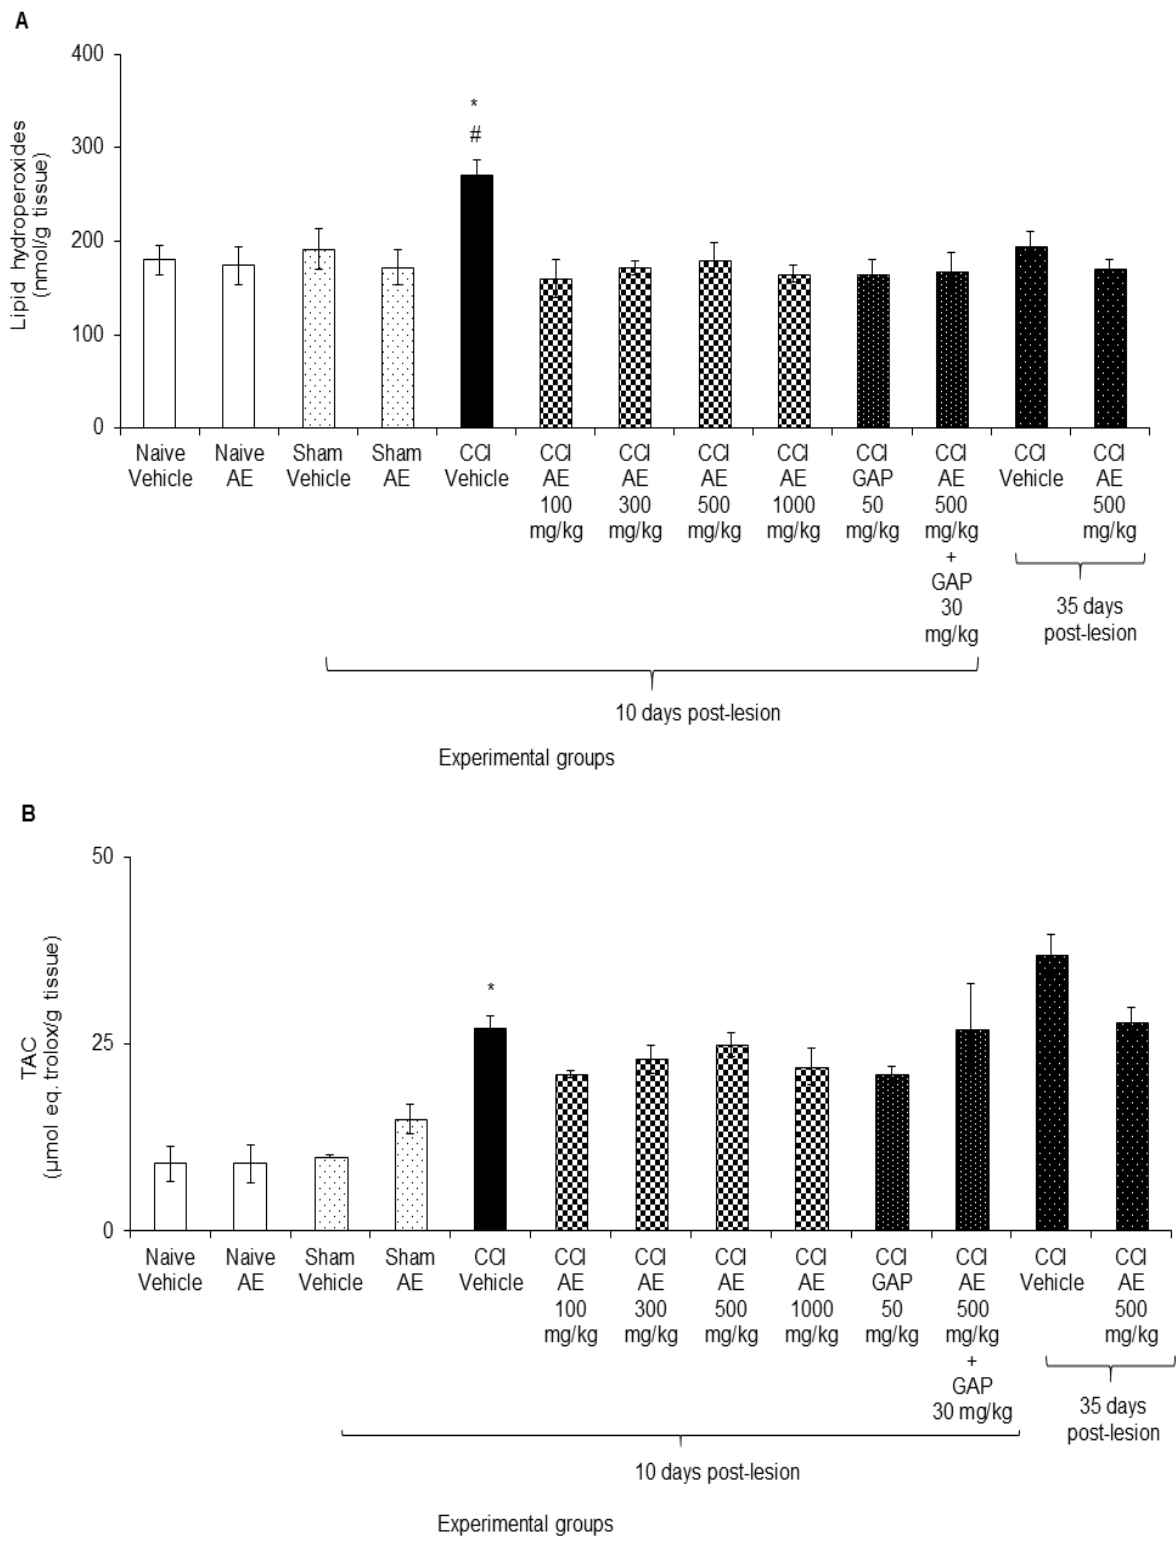 A
Lipid hydroperoxides
(nmol/g tissue)
400
300
200
100
0
*
#
Naive
Vehicle
Naive
AE
Sham
Vehicle
Sham
AE
CCI
Vehicle
CCI
AE
100
mg/kg
CCI
AE
300
mg/kg
CCI
AE
500
mg/kg
CCI
AE
1000
mg/kg
CCI
GAP
50
mg/kg
CCI
AE
500
mg/kg
+
GAP
30
mg/kg
CCI
Vehicle
CCI
AE
500
mg/kg
35 days
post-lesion
10 days post-lesion
Experimental groups
B
TAC
(µmol eq. trolox/g tissue)
50
25
0
*
Naive
Vehicle
Naive
AE
Sham
Vehicle
Sham
AE
CCI
Vehicle
CCI
AE
100
mg/kg
CCI
AE
300
mg/kg
CCI
AE
500
mg/kg
CCI
AE
1000
mg/kg
CCI
GAP
50
mg/kg
CCI
AE
500
mg/kg
+
GAP
30 mg/kg
CCI
Vehicle
CCI
AE
500
mg/kg
35 days
post-lesion
10 days post-lesion
Experimental groups